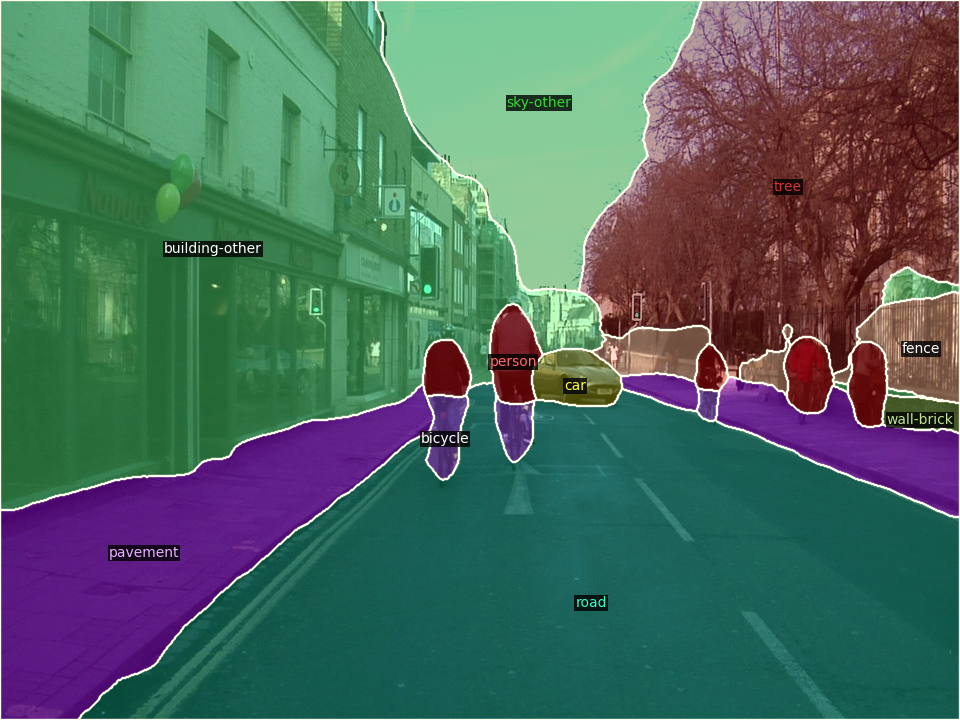 sky-other
tree
building-other
fence
person
car
wall-brick
bicycle
pavement
road